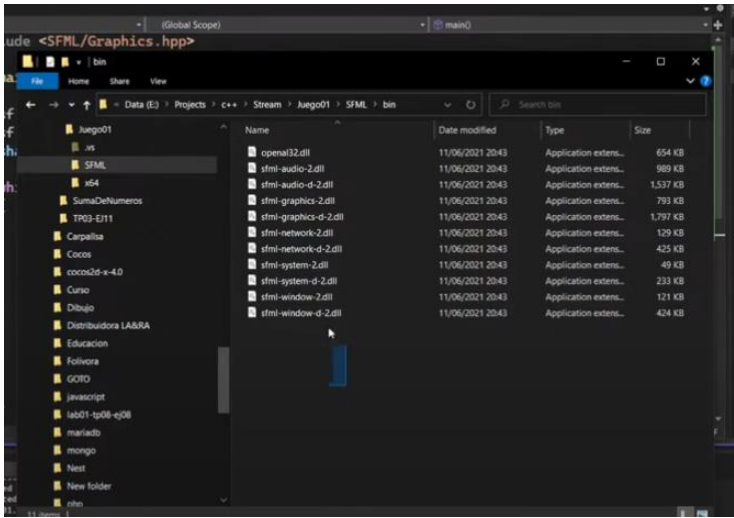 (Global Scope)
main()
ude <SFML/Graphics.hpp>
bin
File
Home
Share
View
Data (E:) > Projects > c++ > Stream > Juego01 > SFML > bin
Search bin
Name
Date modified
Type
Size
Juego01
.vs
SFML
x64
SumaDeNumeros
TP03-EJ11
Carpalisa
Cocos
cocos2d-x-4.0
Curso
Dibujo
Distribuidora LA&RA
Educacion
Folivora
GOTO
javascript
lab01-tp08-ej08
mariadb
mongo
Nest
New folder
php
openal32.dll 11/06/2021 20:43 Application extens... 654 KB
sfml-audio-2.dll 11/06/2021 20:43 Application extens... 989 KB
sfml-audio-d-2.dll 11/06/2021 20:43 Application extens... 1,537 KB
sfml-graphics-2.dll 11/06/2021 20:43 Application extens... 793 KB
sfml-graphics-d-2.dll 11/06/2021 20:43 Application extens... 1,797 KB
sfml-network-2.dll 11/06/2021 20:43 Application extens... 129 KB
sfml-network-d-2.dll 11/06/2021 20:43 Application extens... 425 KB
sfml-system-2.dll 11/06/2021 20:43 Application extens... 49 KB
sfml-system-d-2.dll 11/06/2021 20:43 Application extens... 233 KB
sfml-window-2.dll 11/06/2021 20:43 Application extens... 121 KB
sfml-window-d-2.dll 11/06/2021 20:43 Application extens... 424 KB
11 items